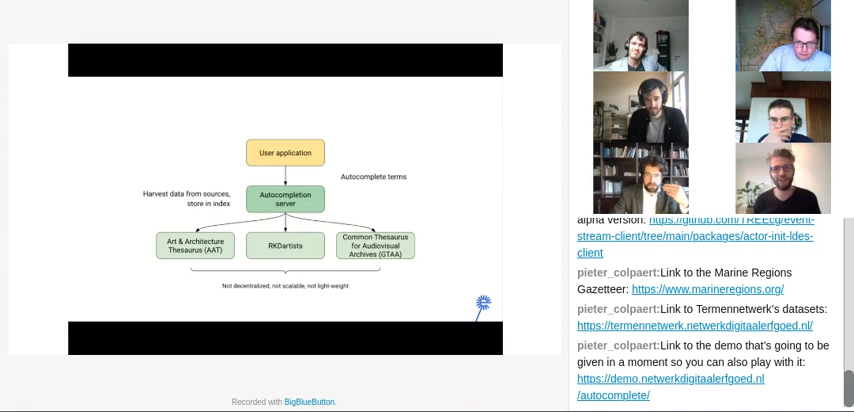 User application
Autocomplete terms
Harvest data from sources,
store in index
Autocompletion
server
Art & Architecture
Thesaurus (AAT)
RKDartists
Common Thesaurus
for Audiovisual
Archives (GTAA)
Not decentralized, not scalable, not light-weight
Recorded with BigBlueButton.
alpha version: https://github.com/TREEcg/event-
stream-client/tree/main/packages/actor-init-ldes-
client
pieter_colpaert:Link to the Marine Regions
Gazetteer: https://www.marineregions.org/
pieter_colpaert:Link to Termennetwerk's datasets:
https://termennetwerk.netwerkdigitaalerfgoed.nl/
pieter_colpaert:Link to the demo that's going to be
given in a moment so you can also play with it:
https://demo.netwerkdigitaalerfgoed.nl
/autocomplete/